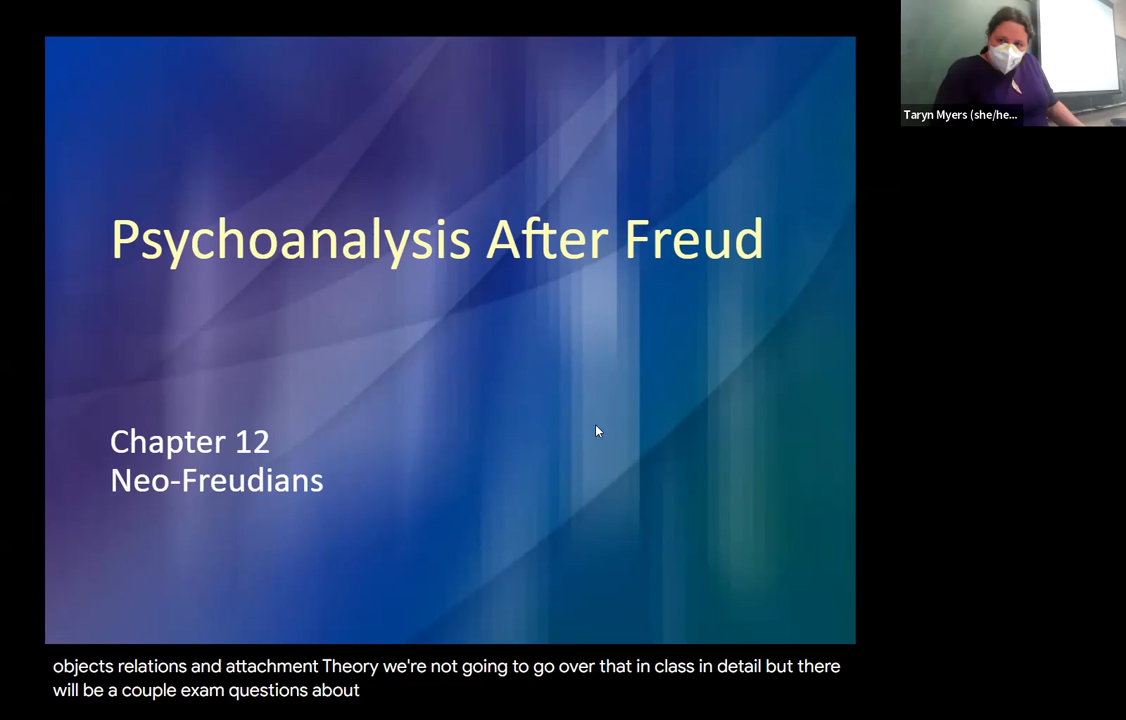 Psychoanalysis After Freud
Chapter 12
Neo-Freudians
Taryn Myers (she/he...
objects relations and attachment Theory we're not going to go over that in class in detail but there
will be a couple exam questions about